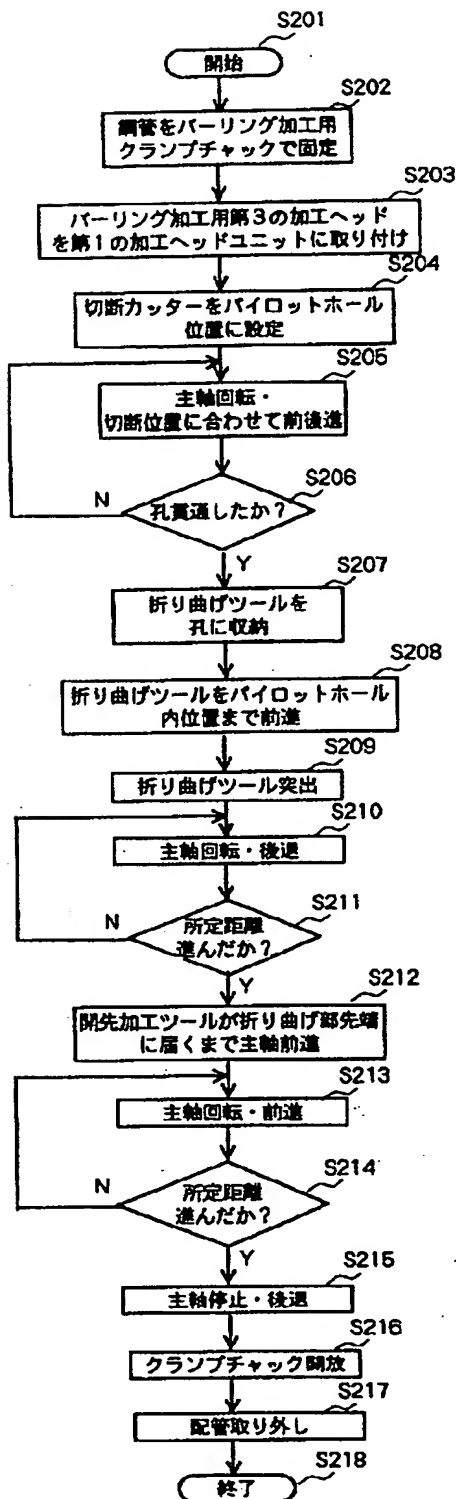 S201
開始
S202
鋼管をバーリング加工用
クランプチャックで固定
S203
バーリング加工用第3の加工ヘッド
を第1の加工ヘッドユニットに取り付け
S204
切断カッターをパイロットホール
位置に設定
S205
主軸回転・
切断位置に合わせて前後進
S206
孔貫通したか?
N
Y
S207
折り曲げツールを
孔に収納
S208
折り曲げツールをパイロットホール
内位置まで前進
S209
折り曲げツール突出
S210
主軸回転・後退
S211
所定距離
進んだか?
N
Y
S212
開先加工ツールが折り曲げ部先端
に届くまで主軸前進
S213
主軸回転・前進
S214
所定距離
進んだか?
N
Y
S215
主軸停止・後退
S216
クランプチャック開放
S217
配管取り外し
S218
終了